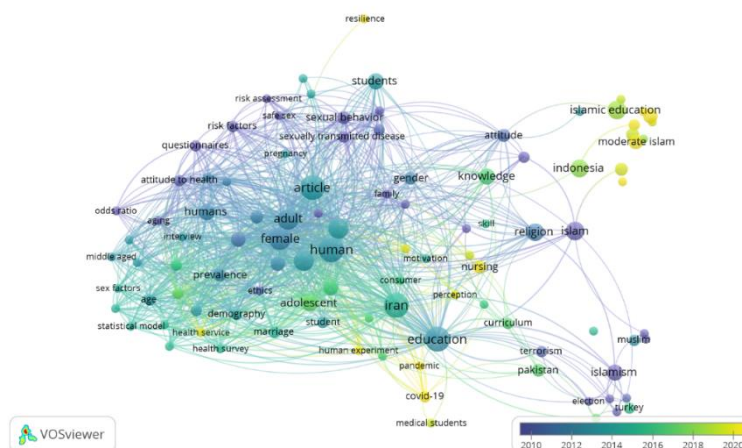 resilience
students
risk assessment
islamic education
safe sex
sexual behavior
risk factors
sexually transmitted disease
attitude
moderate islam
questionnaires
pregnancy
indonesia
attitude to health
article
gender
knowledge
family
odds ratio
humans
adult
aging
skill
interview
female
religion
islam
human
middle aged
motivation
nursing
prevalence
sex factors
ethics
consumer
age
adolescent
iran
perception
demography
statistical model
student
curriculum
health service
marriage
education
muslim
health survey
human experiment
terrorism
pandemic
pakistan
islamism
covid-19
election
turkey
medical students
VOSviewer
2010 2012 2014 2016 2018 2020